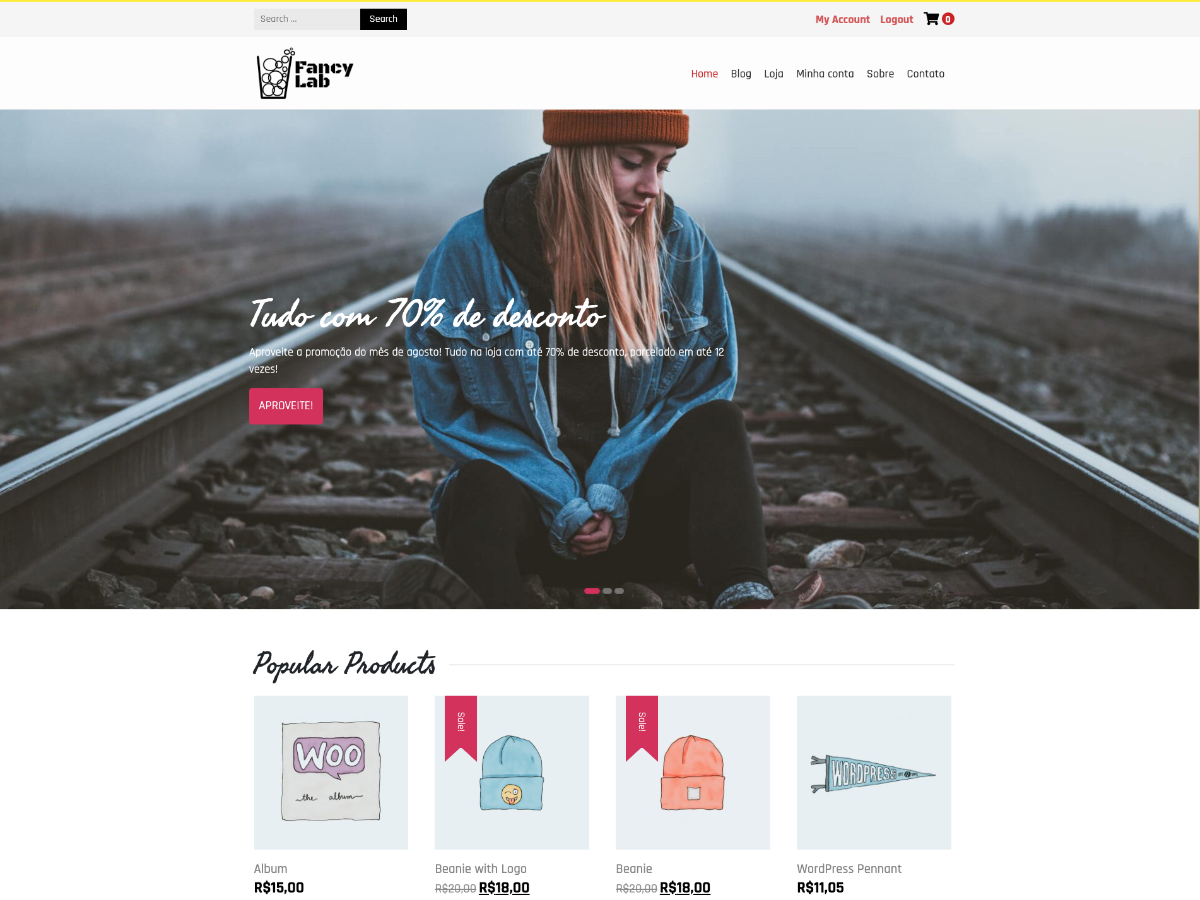 Search ...
Search
My Account Logout 0
Fancy
Lab
Home Blog Loja Minha conta Sobre Contato
Tudo com 70% de desconto
Aproveite a promoção do mês de agosto! Tudo na loja com até 70% de desconto, parcelado em até 12
vezes!
APROVEITE!
Popular Products
WOO
the album
Sale!
Sale!
WORDPRESS
Album
R$15,00
Beanie with Logo
R$20,00 R$18,00
Beanie
R$20,00 R$18,00
WordPress Pennant
R$11,05